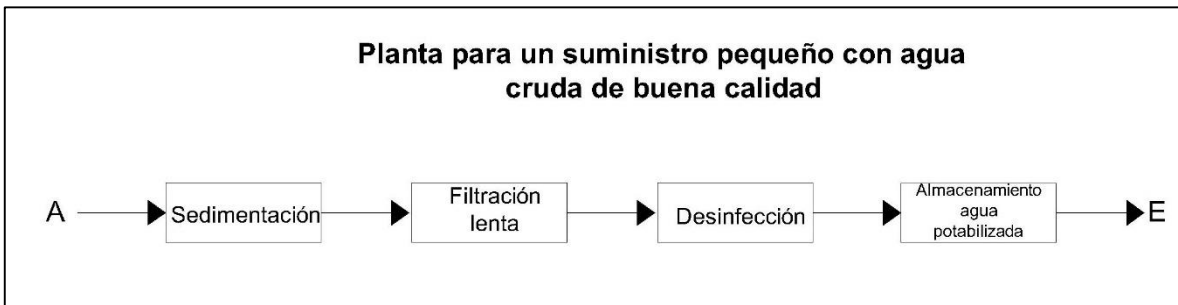 Planta para un suministro pequeño con agua
cruda de buena calidad
A
Sedimentación
Filtración
lenta
Desinfección
Almacenamiento
agua
potabilizada
E